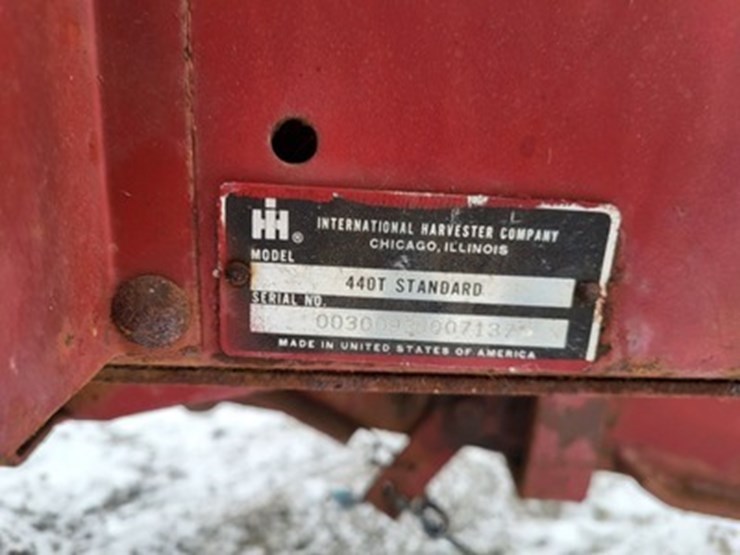 IH®
INTERNATIONAL HARVESTER COMPANY
CHICAGO, ILLINOIS
MODEL
440T STANDARD
SERIAL NO.
MADE IN UNITED STATES OF AMERICA